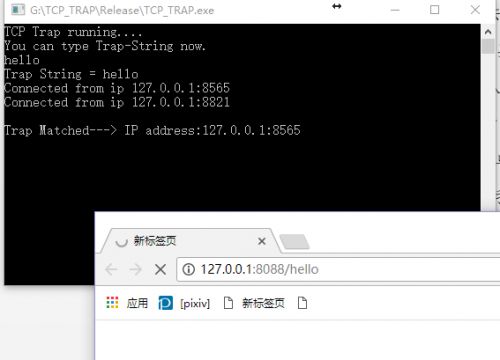 G:\TCP_TRAP\Release\TCP_TRAP.exe
TCP Trap running....
You can type Trap-String now.
hello
Trap String = hello
Connected from ip 127.0.0.1:8565
Connected from ip 127.0.0.1:8821
Trap Matched---> IP address:127.0.0.1:8565
新标签页
127.0.0.1:8088/hello
应用 [pixiv] 新标签页